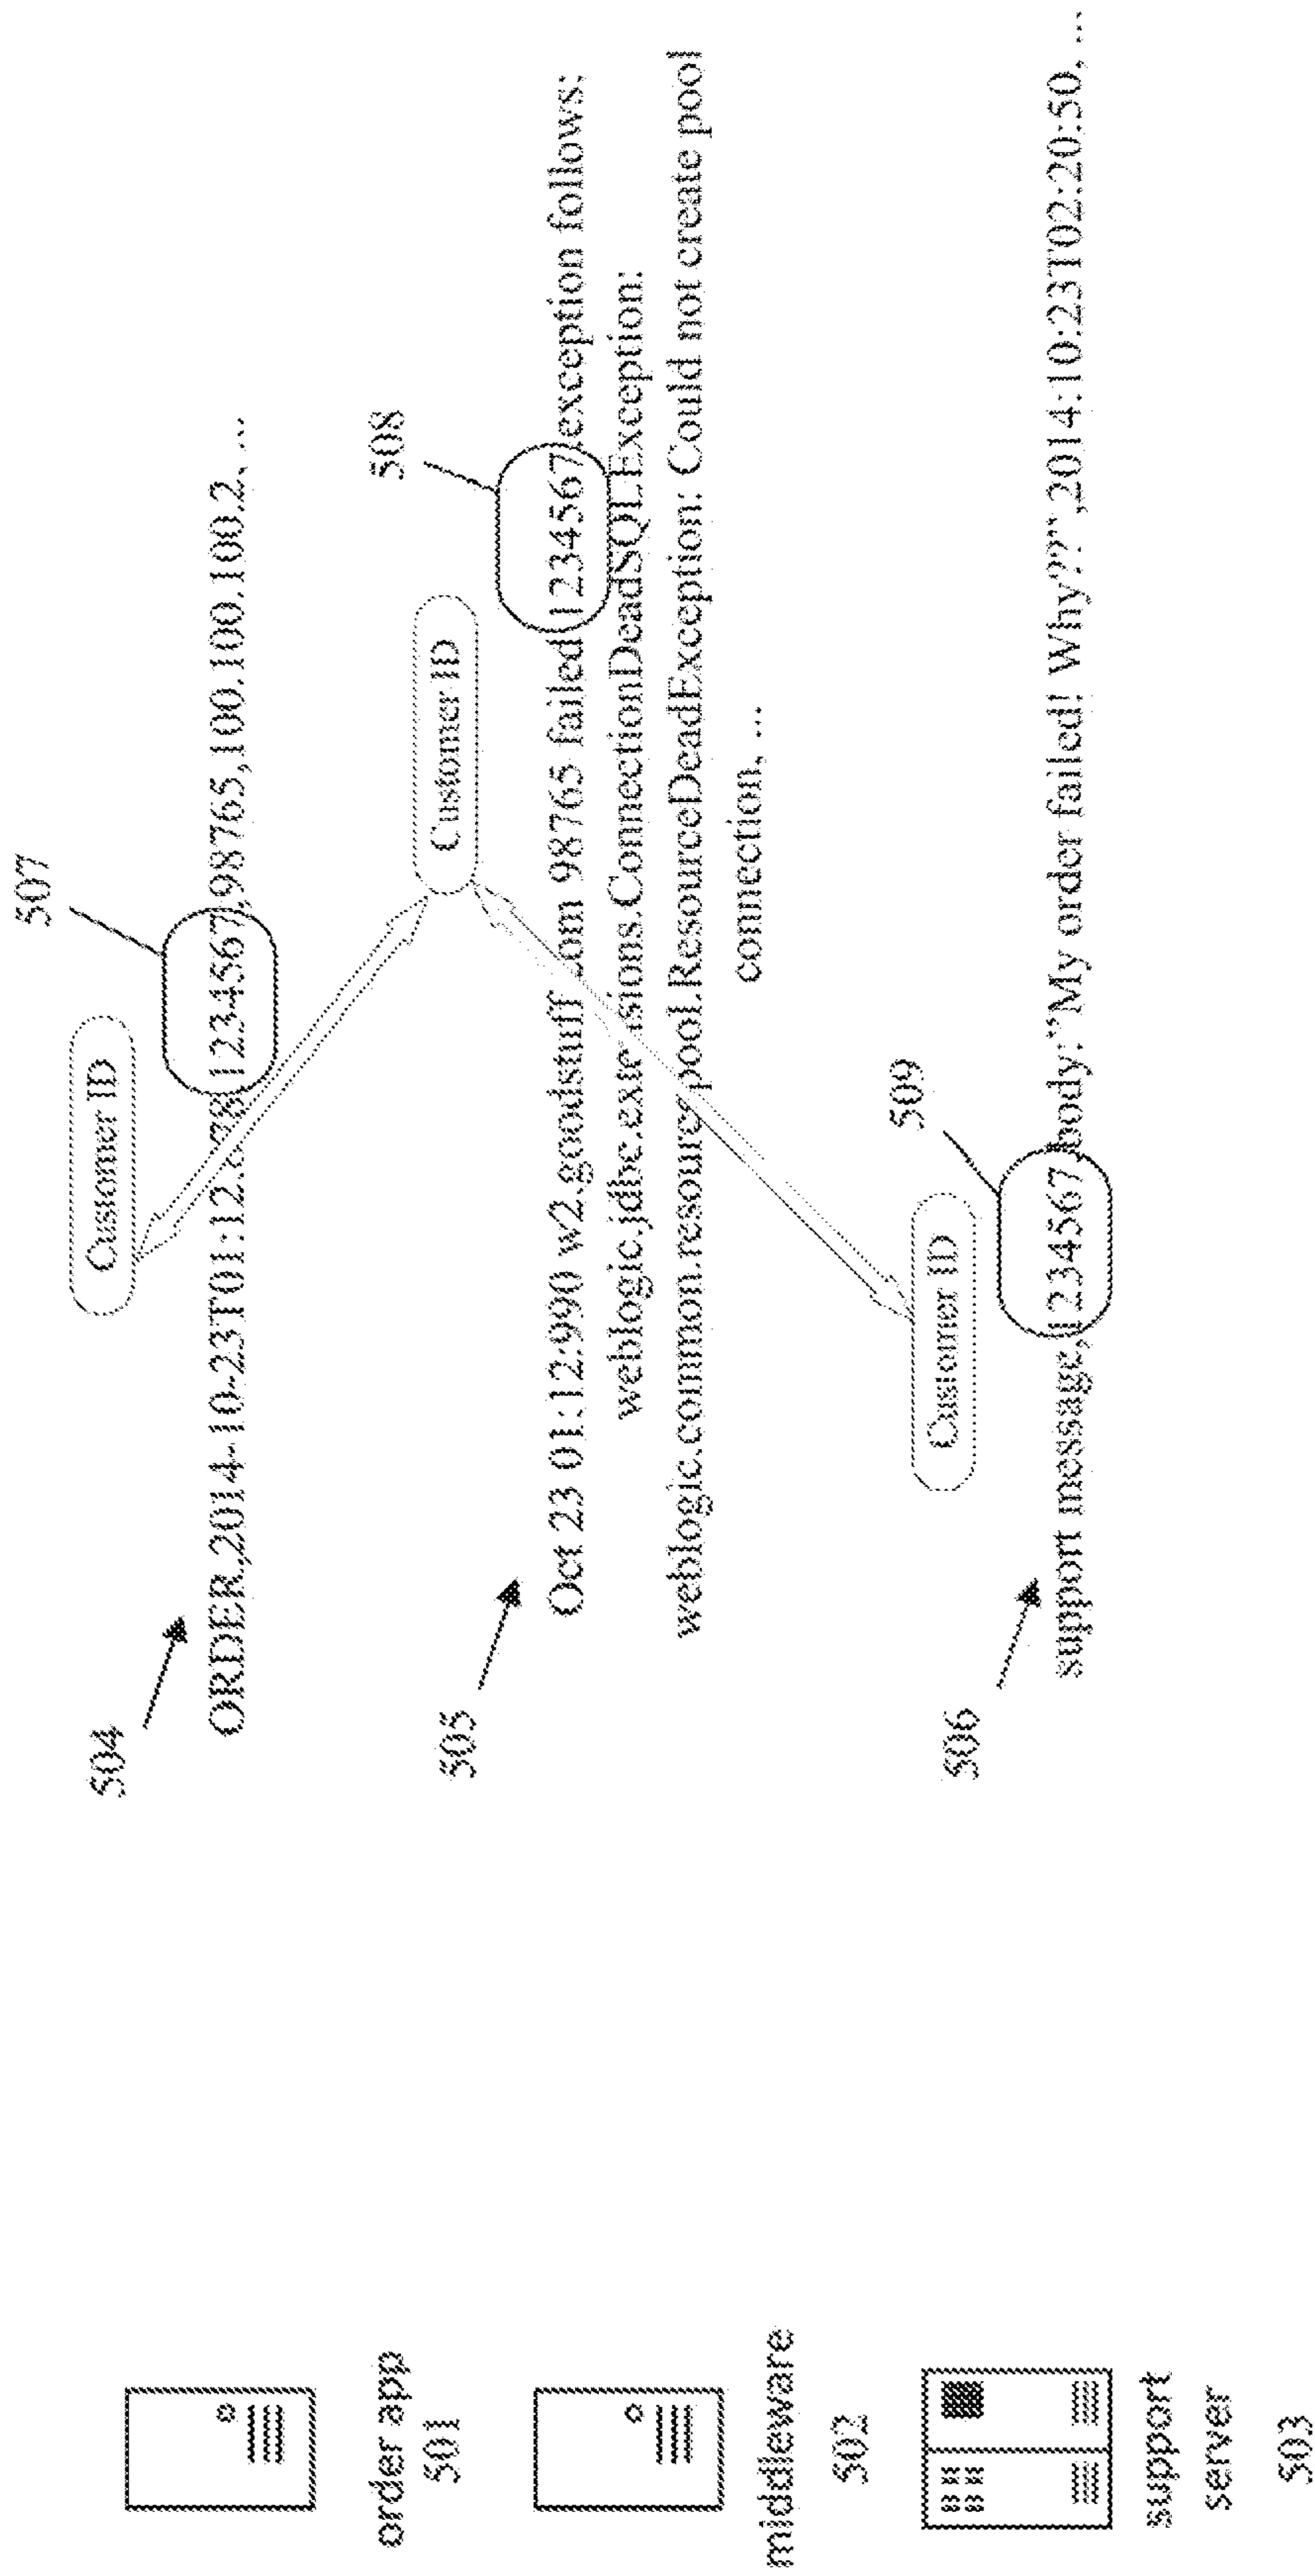 order app
501
middleware
502
support
server
503
504
507
Customer ID
ORDER,2014-10-23T01:12: 1234567,98765,100.100.100.2, ...
505
508
Customer ID
Oct 23 01:12:990 w2.goodstuff com 98765 failed 1234567 exception follows:
weblogic.jdbc.exte sions.ConnectionDeadSQLException:
weblogic.common.resourc pool.ResourceDeadException: Could not create pool
connection, ...
506
509
Customer ID
support message, 1234567 body:"My order failed! Why??",2014:10:23T02:20:50, ...